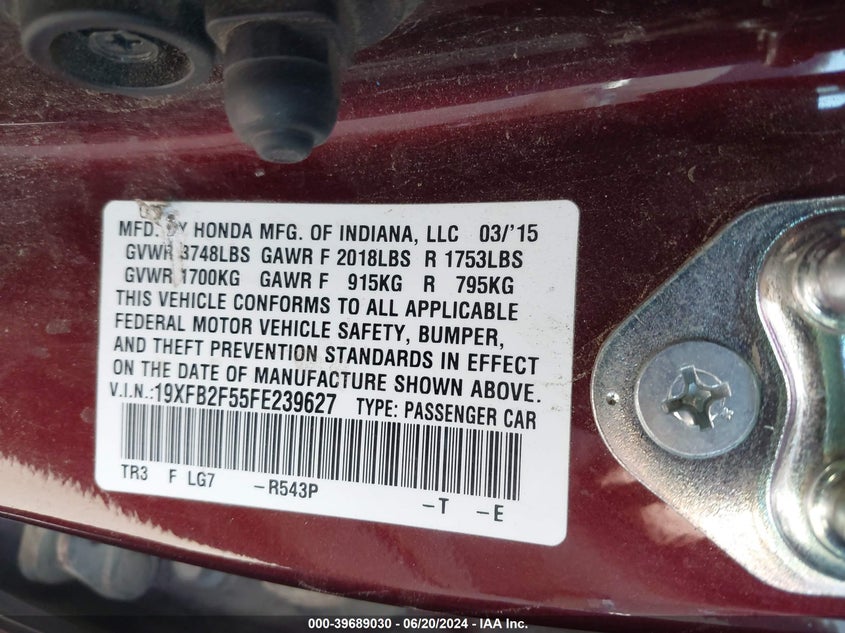 MFD. BY HONDA MFG. OF INDIANA, LLC 03/'15
GVWR 3748LBS GAWR F 2018LBS R 1753LBS
GVWR 1700KG GAWR F 915KG R 795KG
THIS VEHICLE CONFORMS TO ALL APPLICABLE
FEDERAL MOTOR VEHICLE SAFETY, BUMPER,
AND THEFT PREVENTION STANDARDS IN EFFECT
ON THE DATE OF MANUFACTURE SHOWN ABOVE.
V.I.N.:19XFB2F55FE239627 TYPE: PASSENGER CAR
TR3 F LG7 -R543P -T -E
000-39689030 - 06/20/2024 - IAA Inc.